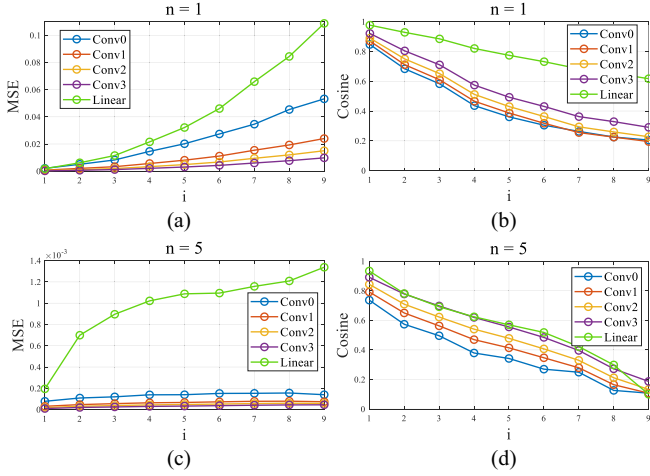 n = 1
MSE
0.1
0.08
0.06
0.04
0.02
0
Conv0
Conv1
Conv2
Conv3
Linear
1 2 3 4 5 6 7 8 9
i
(a)
n = 1
Cosine
1
0.8
0.6
0.4
0.2
0
Conv0
Conv1
Conv2
Conv3
Linear
1 2 3 4 5 6 7 8 9
i
(b)
n = 5
×10⁻³
MSE
1.4
1.2
1
0.8
0.6
0.4
0.2
0
Conv0
Conv1
Conv2
Conv3
Linear
1 2 3 4 5 6 7 8 9
i
(c)
n = 5
Cosine
1
0.8
0.6
0.4
0.2
0
Conv0
Conv1
Conv2
Conv3
Linear
1 2 3 4 5 6 7 8 9
i
(d)